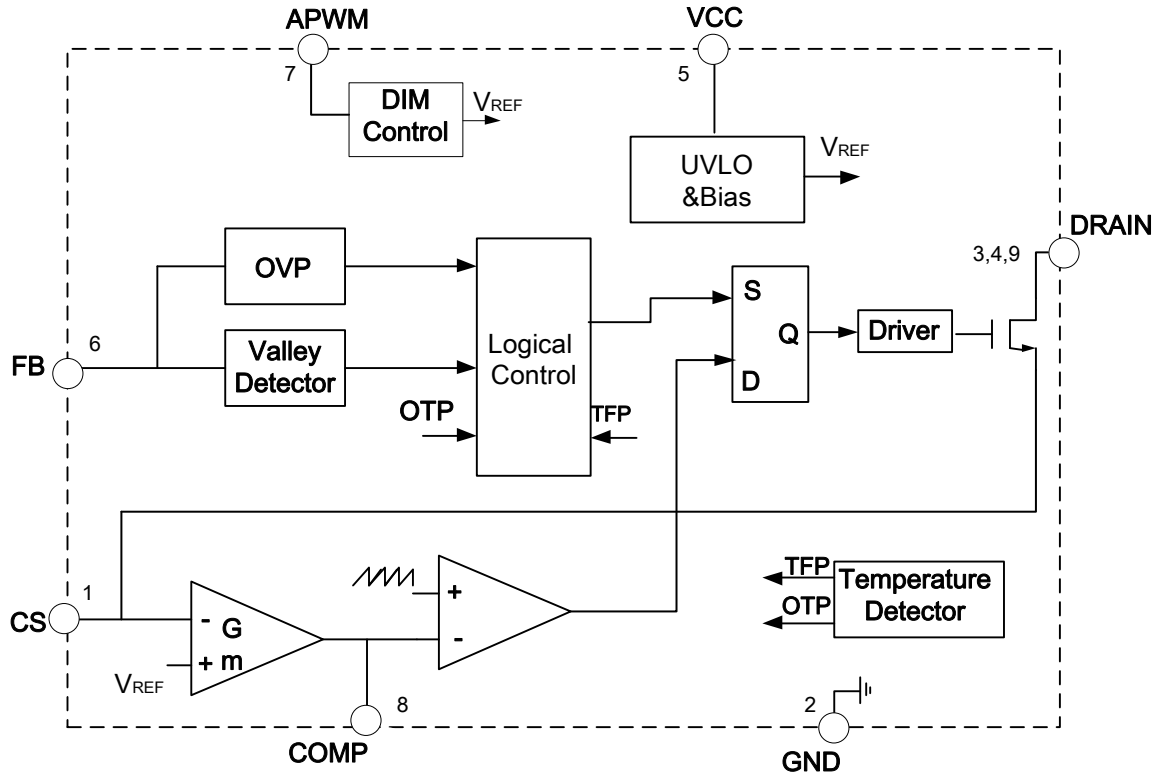 APWM
VCC
7
5
DIM
Control
VREF
UVLO
&Bias
VREF
DRAIN
3,4,9
OVP
S
Q
D
Driver
FB
6
Valley
Detector
Logical
Control
OTP
TFP
CS
1
-
G
+
m
VREF
+
-
TFP
OTP
Temperature
Detector
8
COMP
2
GND